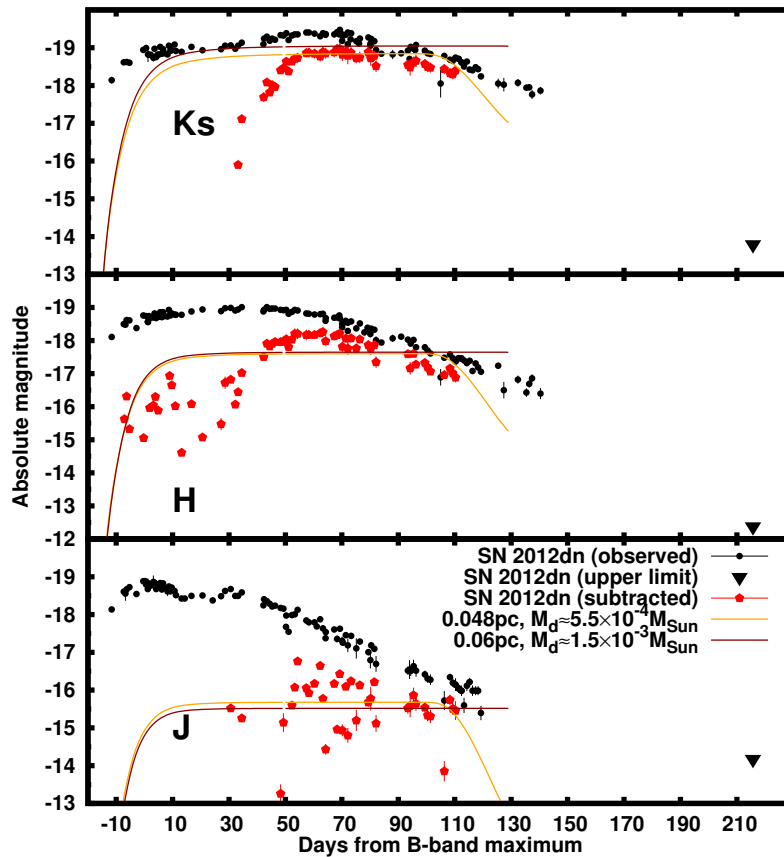 Absolute magnitude
-19
-18
-17
-16
-15
-14
-13
Ks
-19
-18
-17
-16
-15
-14
-13
-12
H
-19
-18
-17
-16
-15
-14
-13
J
SN 2012dn (observed)
SN 2012dn (upper limit)
SN 2012dn (subtracted)
0.048pc, M_d≈5.5×10^-4 M_Sun
0.06pc, M_d≈1.5×10^-3 M_Sun
-10 10 30 50 70 90 110 130 150 170 190 210
Days from B-band maximum